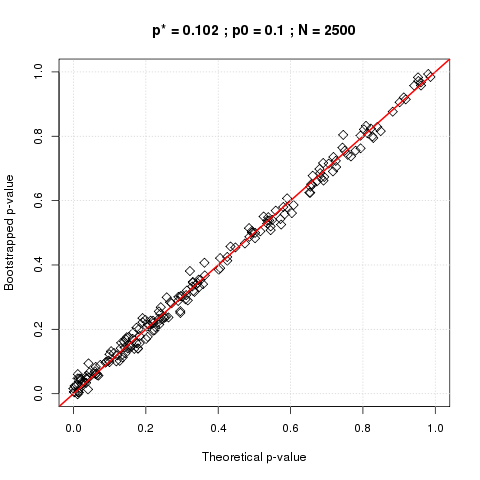 p* = 0.102 ; p0 = 0.1 ; N = 2500
1.0
0.8
0.6
0.4
0.2
0.0
Bootstrapped p-value
0.0 0.2 0.4 0.6 0.8 1.0
Theoretical p-value